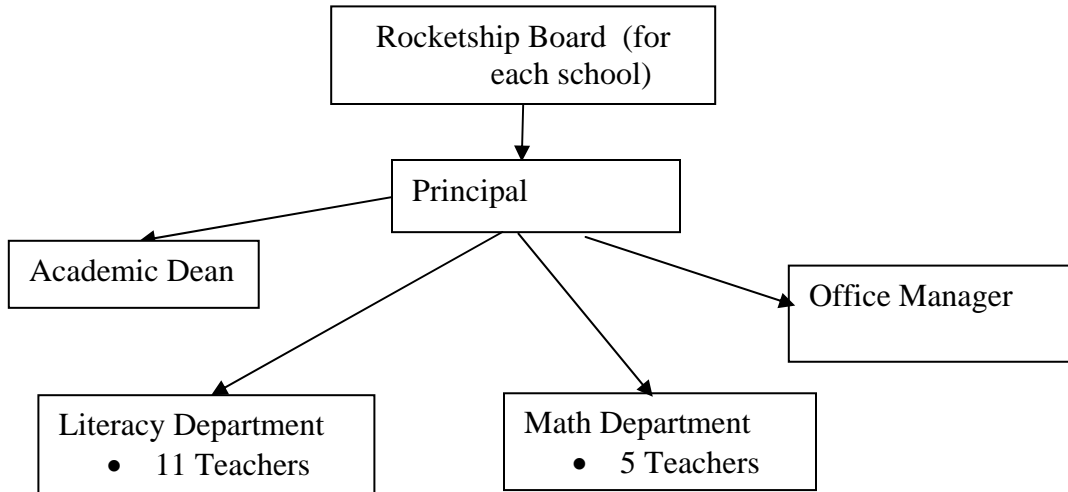 Rocketship Board (for
each school)
Principal
Academic Dean
Office Manager
Literacy Department
• 11 Teachers
Math Department
• 5 Teachers